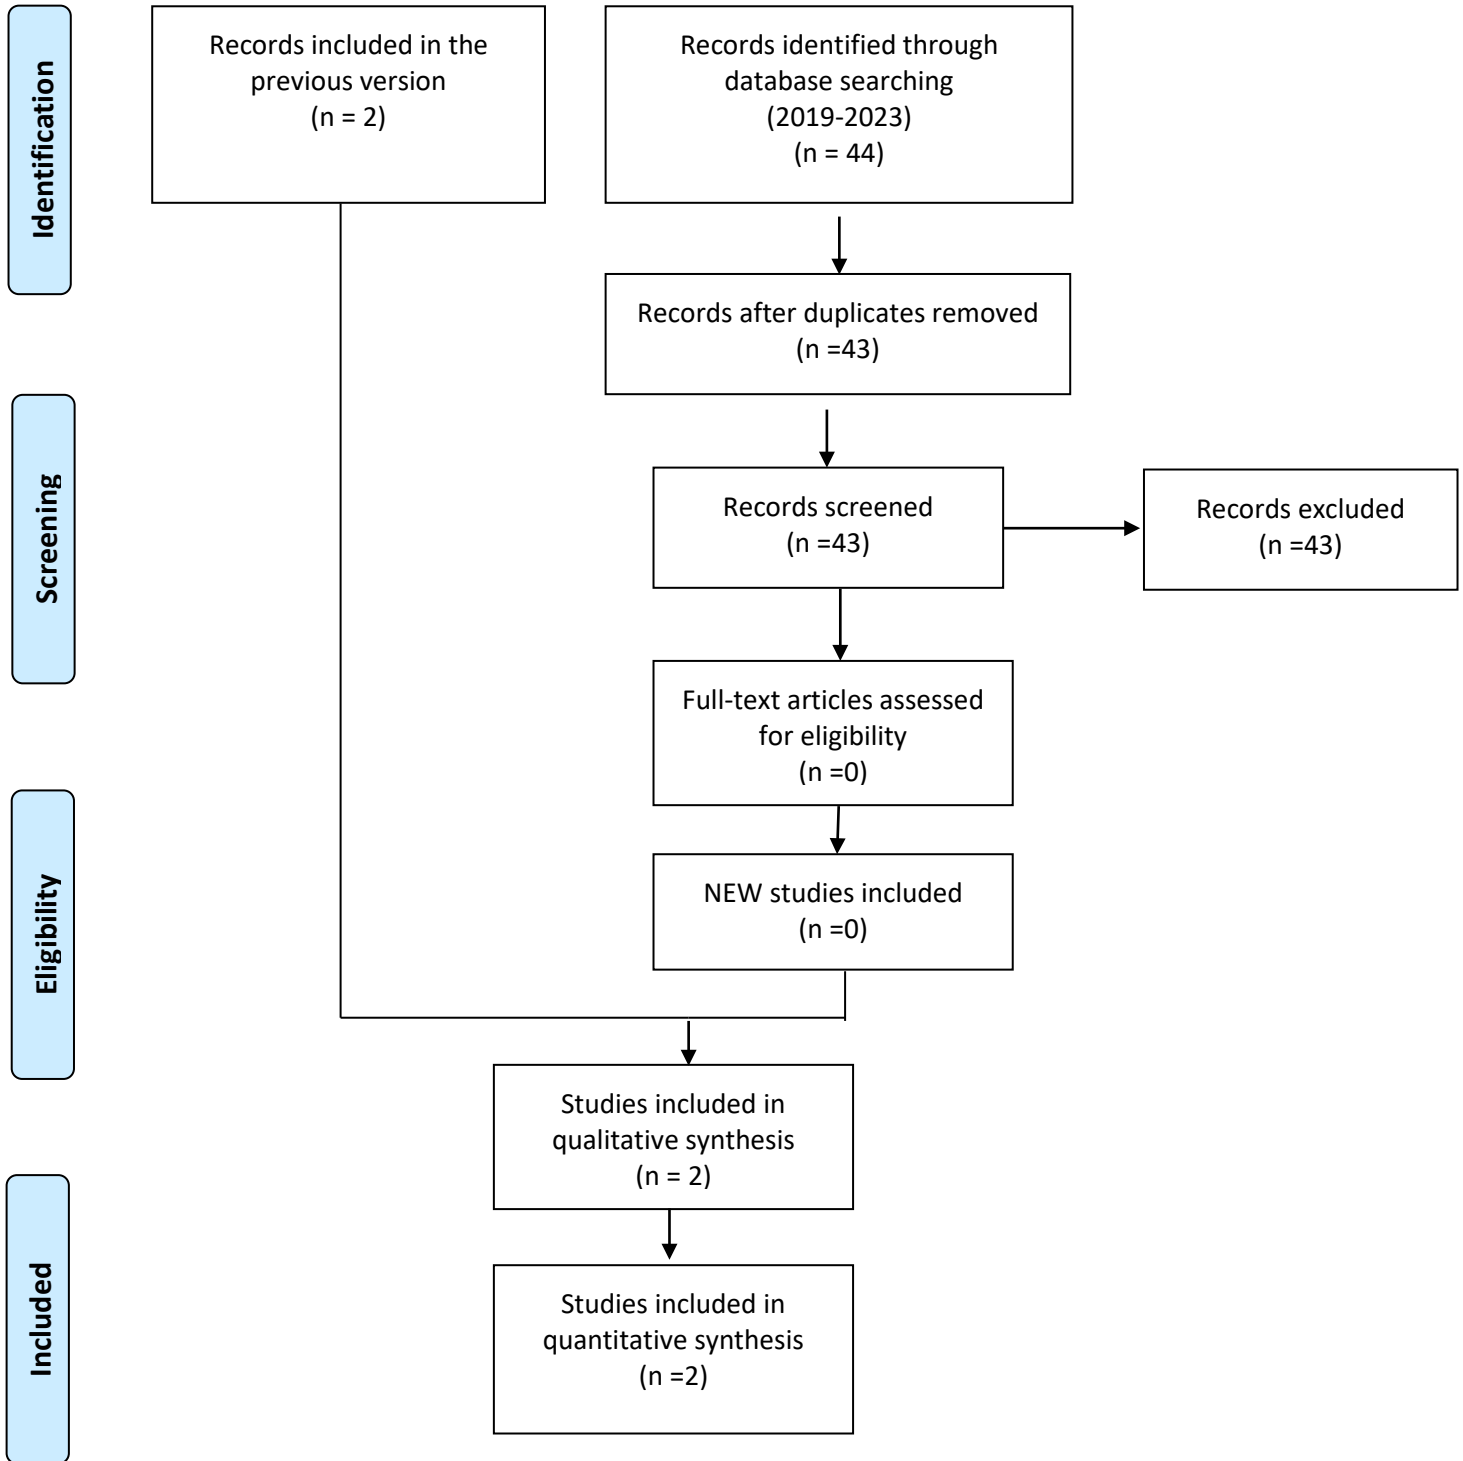 Identification
Records included in the
previous version
(n = 2)
Records identified through
database searching
(2019-2023)
(n = 44)
Records after duplicates removed
(n =43)
Screening
Records screened
(n =43)
Records excluded
(n =43)
Full-text articles assessed
for eligibility
(n =0)
Eligibility
NEW studies included
(n =0)
Studies included in
qualitative synthesis
(n = 2)
Included
Studies included in
quantitative synthesis
(n =2)